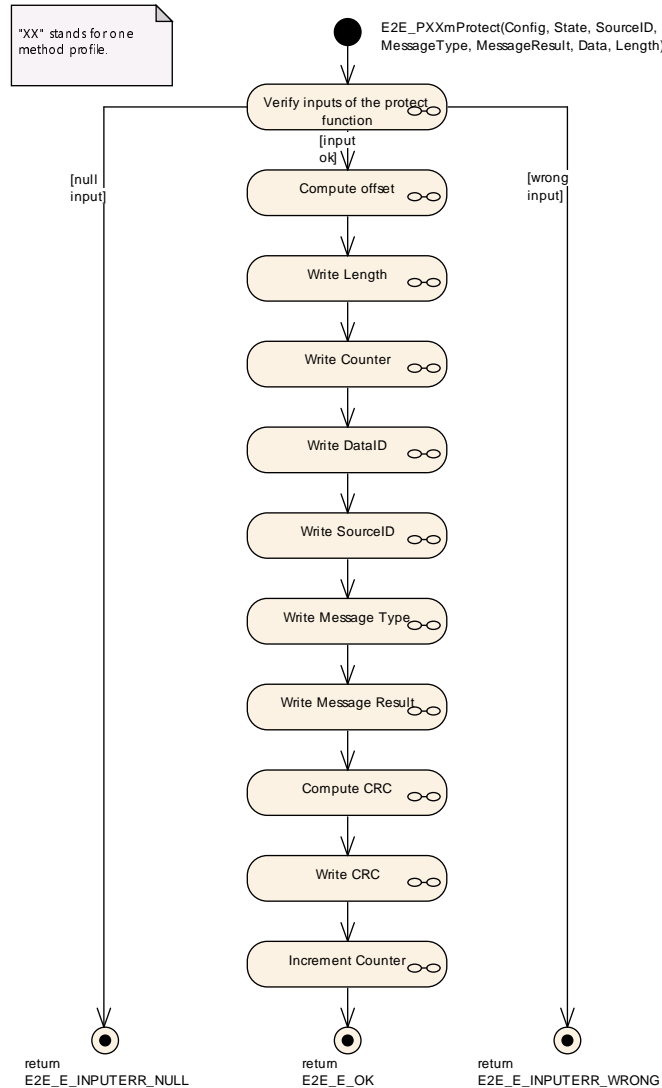 "XX" stands for one
method profile.
E2E_PXXmProtect(Config, State, SourceID,
MessageType, MessageResult, Data, Length)
Verify inputs of the protect
function
[input
ok]
[null
input]
[wrong
input]
Compute offset
Write Length
Write Counter
Write DataID
Write SourceID
Write Message Type
Write Message Result
Compute CRC
Write CRC
Increment Counter
return
E2E_E_INPUTERR_NULL
return
E2E_E_OK
return
E2E_E_INPUTERR_WRONG